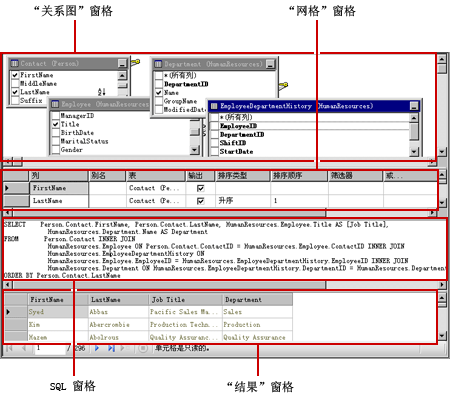 “关系图”窗格
“网格”窗格
Contact (Person)
FirstName
MiddleName
LastName
Suffix
Department (HumanResources)
*(所有列)
DepartmentID
Name
GroupName
ModifiedDate
Employee (HumanResources)
ManagerID
Title
BirthDate
MaritalStatus
Gender
EmployeeDepartmentHistory (HumanResources)
*(所有列)
EmployeeID
DepartmentID
ShiftID
StartDate
列 别名 表 输出 排序类型 排序顺序 筛选器 或...
FirstName Contact (Pe...
LastName Contact (Pe... 升序 1
SELECT Person.Contact.FirstName, Person.Contact.LastName, HumanResources.Employee.Title AS [Job Title],
HumanResources.Department.Name AS Department
FROM Person.Contact INNER JOIN
HumanResources.Employee ON Person.Contact.ContactID = HumanResources.Employee.ContactID INNER JOIN
HumanResources.EmployeeDepartmentHistory ON
HumanResources.Employee.EmployeeID = HumanResources.EmployeeDepartmentHistory.EmployeeID INNER JOIN
HumanResources.Department ON HumanResources.EmployeeDepartmentHistory.DepartmentID = HumanResources.Department
ORDER BY Person.Contact.LastName
FirstName LastName Job Title Department
Syed Abbas Pacific Sales Ma... Sales
Kim Abercrombie Production Techn... Production
Hazem Abolrous Quality Assuranc... Quality Assurance
1 / 296 单元格是只读的。
SQL 窗格
“结果”窗格